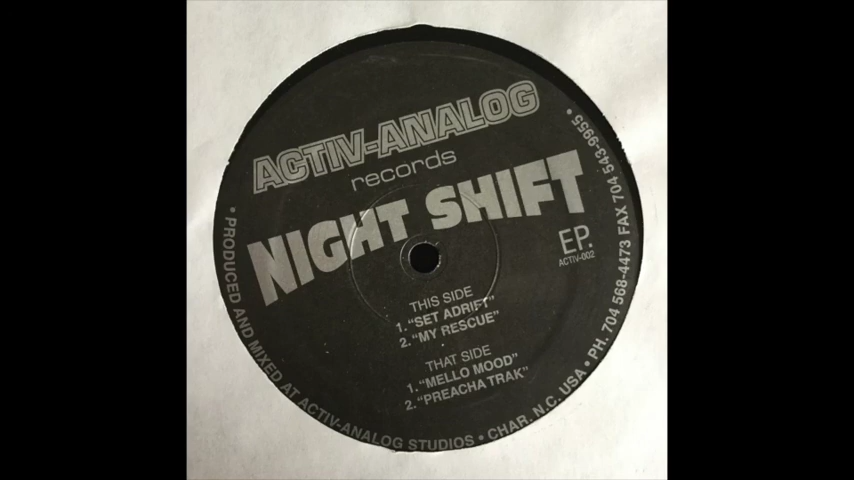 ACTIV-ANALOG
records
NIGHT SHIFT
EP.
ACTIV-002
THIS SIDE
1. "SET ADRIFT"
2. "MY RESCUE"
THAT SIDE
1. "MELLO MOOD"
2. "PREACHA TRAK"
• PRODUCED AND MIXED AT ACTIV-ANALOG STUDIOS • CHAR. N.C. USA • PH. 704 568-4473 FAX 704 543-9955 •